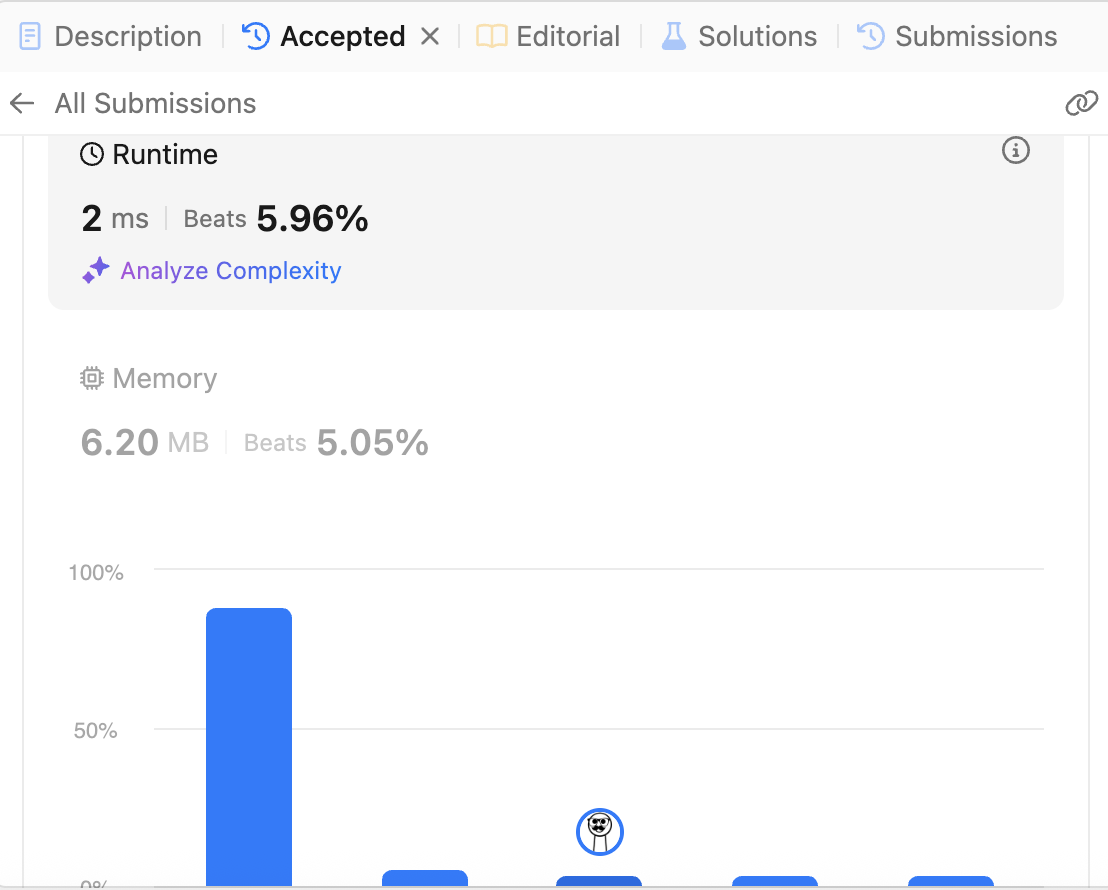 Description Accepted Editorial Solutions Submissions
All Submissions
Runtime
2 ms Beats 5.96%
Analyze Complexity
Memory
6.20 MB Beats 5.05%
100%
50%
0%